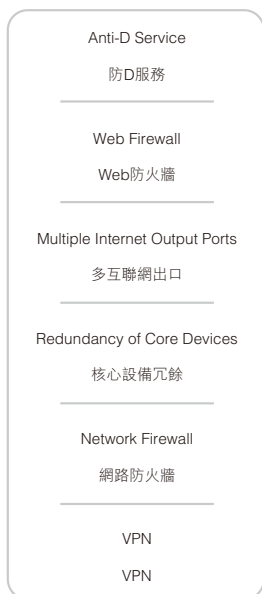 Anti-D Service
防D服務
Web Firewall
Web防火牆
Multiple Internet Output Ports
多互聯網出口
Redundancy of Core Devices
核心設備冗餘
Network Firewall
網路防火牆
VPN
VPN